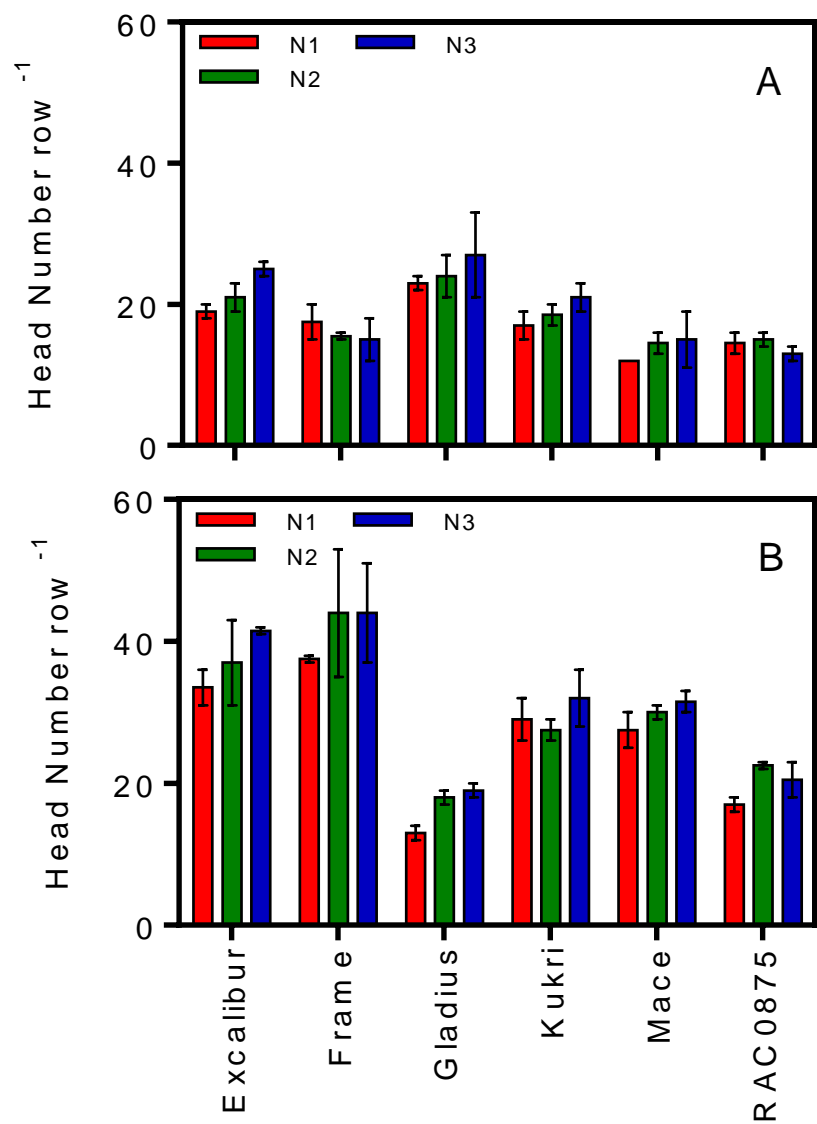 60
N1 N3
N2
A
40
20
0
Head Number row -1
60
N1 N3
N2
B
40
20
0
Head Number row -1
Excalibur
Frame
Gladius
Kukri
Mace
RAC0875